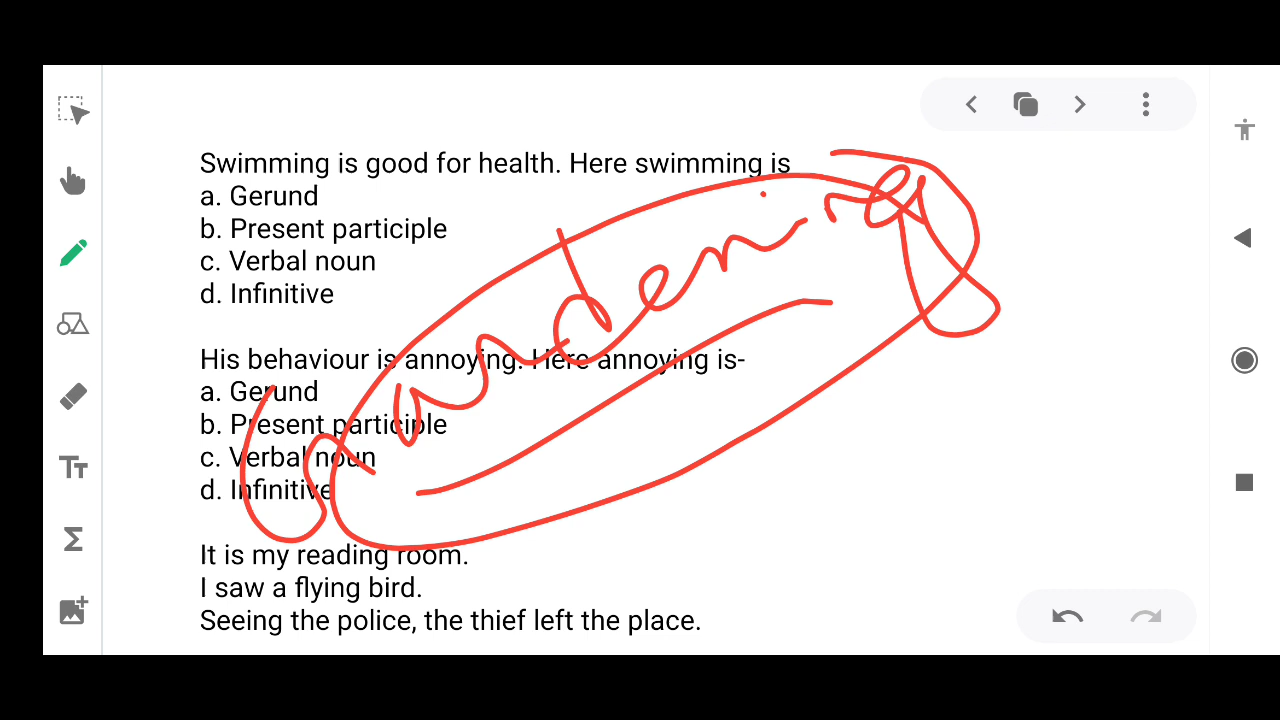 Swimming is good for health. Here swimming is
a. Gerund
b. Present participle
c. Verbal noun
d. Infinitive
His behaviour is annoying. Here annoying is-
a. Gerund
b. Present participle
c. Verbal noun
d. Infinitive
Gardening
It is my reading room.
I saw a flying bird.
Seeing the police, the thief left the place.